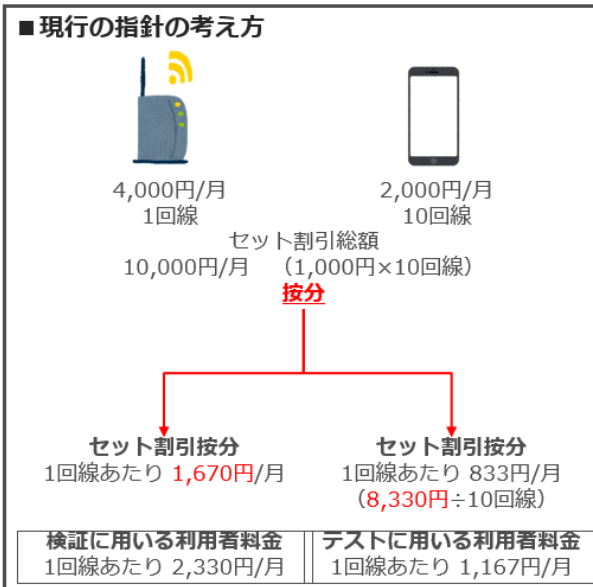 ■現行の指針の考え方
4,000円/月
1回線
2,000円/月
10回線
セット割引総額
10,000円/月 （1,000円×10回線）
按分
セット割引按分
1回線あたり 1,670円/月
セット割引按分
1回線あたり 833円/月
（8,330円÷10回線）
検証に用いる利用者料金
1回線あたり 2,330円/月
テストに用いる利用者料金
1回線あたり 1,167円/月